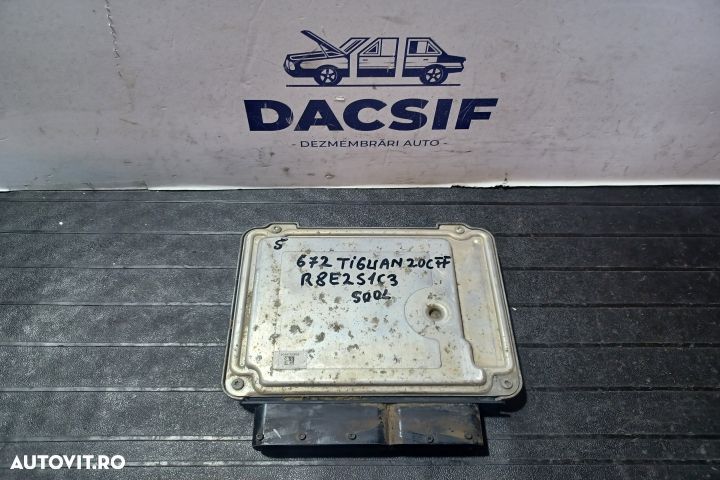 DACSIF
- DEZMEMBRĂRI AUTO -
5
672 TIGUAN 20CFF
R8E2S1C3
500L
AUTOVIT.RO